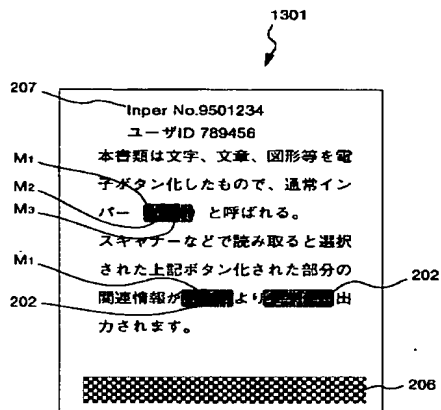 1301
207
Inper No.9501234
ユーザID 789456
M1
本書類は文字、文章、図形等を電
M2
子ボタン化したもので、通常イン
M3
パー と呼ばれる。
スキャナーなどで読み取ると選択
M1
された上記ボタン化された部分の
202
202
関連情報が より 出
力されます。
206